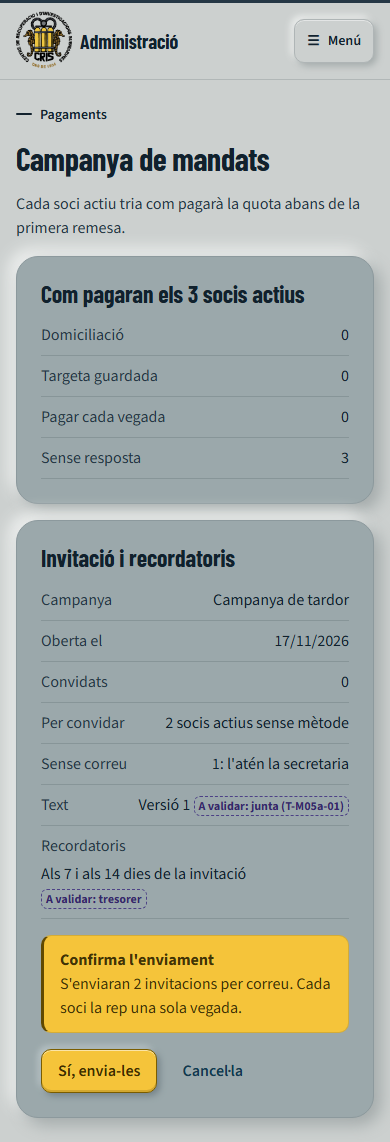 CRIS
Administració
☰ Menú
Pagaments
Campanya de mandats
Cada soci actiu tria com pagarà la quota abans de la
primera remesa.
Com pagaran els 3 socis actius
Domiciliació 0
Targeta guardada 0
Pagar cada vegada 0
Sense resposta 3
Invitació i recordatoris
Campanya Campanya de tardor
Oberta el 17/11/2026
Convidats 0
Per convidar 2 socis actius sense mètode
Sense correu 1: l'atén la secretaria
Text Versió 1 A validar: junta (T-M05a-01)
Recordatoris
Als 7 i als 14 dies de la invitació
A validar: tresorer
Confirma l'enviament
S'enviaran 2 invitacions per correu. Cada
soci la rep una sola vegada.
Sí, envia-les
Cancel·la